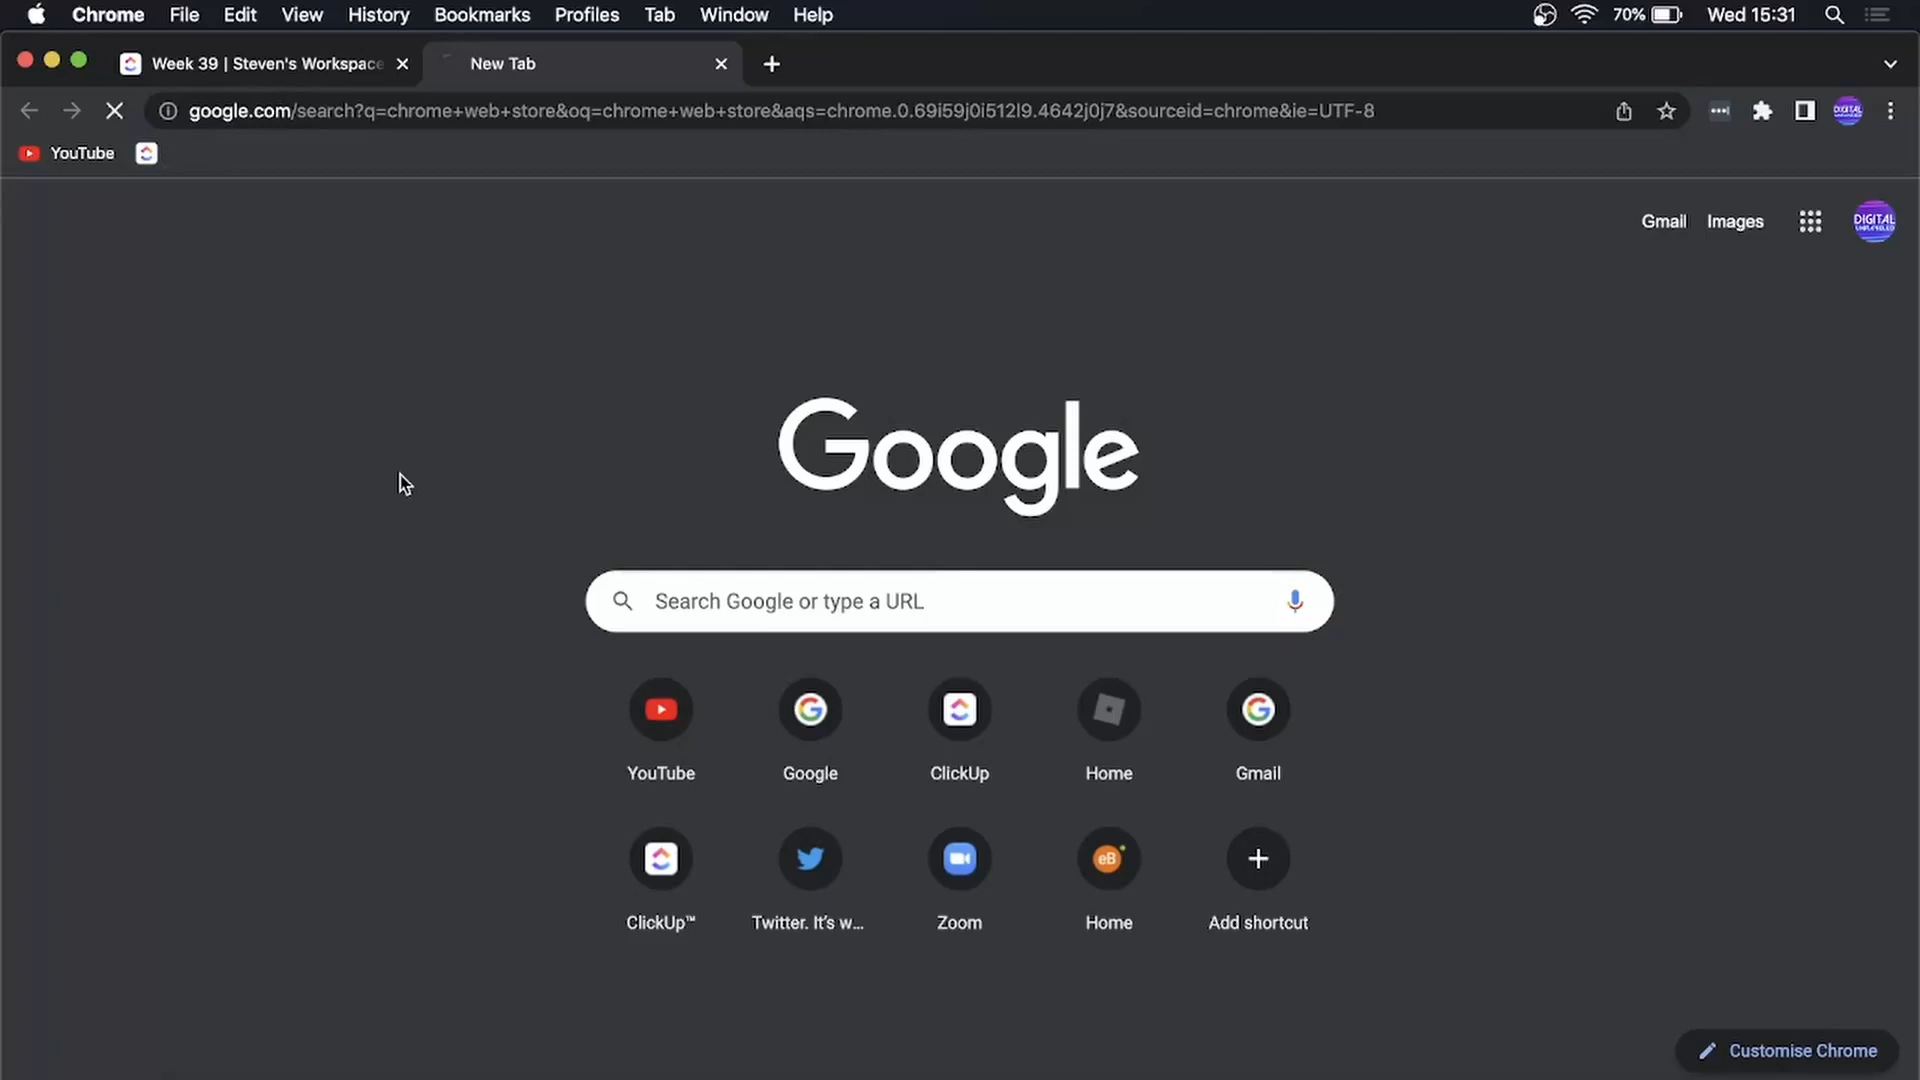 Chrome File Edit View History Bookmarks Profiles Tab Window Help 70% Wed 15:31
Week 39 | Steven's Workspace New Tab
google.com/search?q=chrome+web+store&oq=chrome+web+store&aqs=chrome.0.69i59j0i512l9.4642j0j7&sourceid=chrome&ie=UTF-8
YouTube
Gmail Images DIGITAL
Google
Search Google or type a URL
YouTube Google ClickUp Home Gmail
eB
ClickUp™ Twitter. It's w... Zoom Home Add shortcut
Customise Chrome